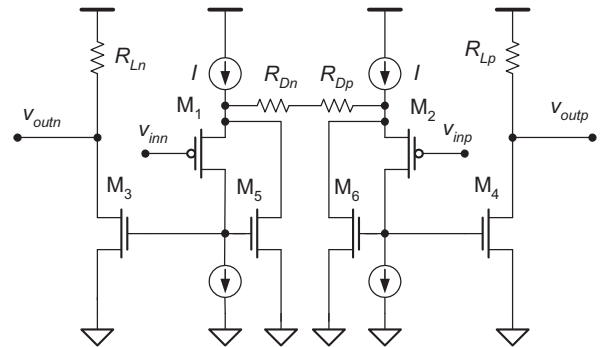 R_Ln
I
R_Dn
R_Dp
I
R_Lp
M_1
M_2
v_outn
v_inn
v_inp
v_outp
M_3
M_5
M_6
M_4